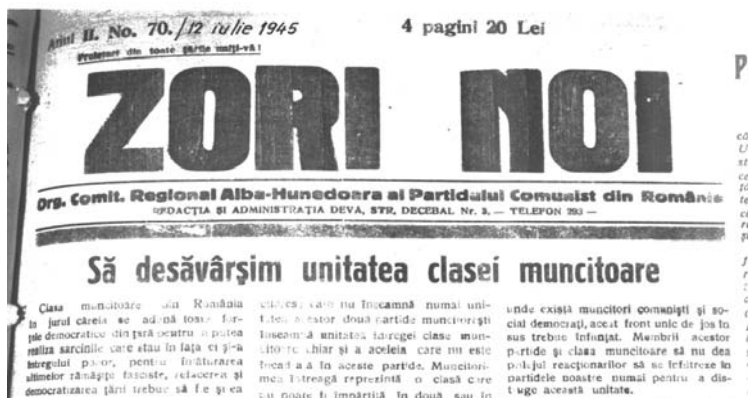 Anul II. No. 70. / 12 iulie 1945
4 pagini 20 Lei
Proletari din toate țările uniți-vă!
ZORI NOI
Org. Comit. Regional Alba-Hunedoara al Partidului Comunist din România
REDACȚIA ȘI ADMINISTRAȚIA DEVA, STR, DECEBAL Nr. 3, — TELEFON 293 —
Să desăvârșim unitatea clasei muncitoare
Clasa muncitoare din România
în jurul căreia se adună toate for-
țele democratice din țară pentru a putea
realiza sarcinile care stau în fața ei și-a
întregului popor, pentru înlăturarea
ultimelor rămășițe fasciste, refacerea și
democratizarea țării trebue să fie și ea
care nu înseamnă numai uni-
tatea acestor două partide muncitorești
înseamnă unitatea întregei clase mun-
citoare chiar și a aceleia care nu este
încadrată în aceste partide. Muncitori-
mea întreagă reprezintă o clasă care
nu poate fi împărțită în două sau în
unde există muncitori comuniști și so-
cial democrați, acest front unic de jos în
sus trebue înființat. Membrii acestor
partide și clasa muncitoare să nu dea
prilejul reacționarilor să se infiltreze în
partidele noastre numai pentru a dis-
truge această unitate.